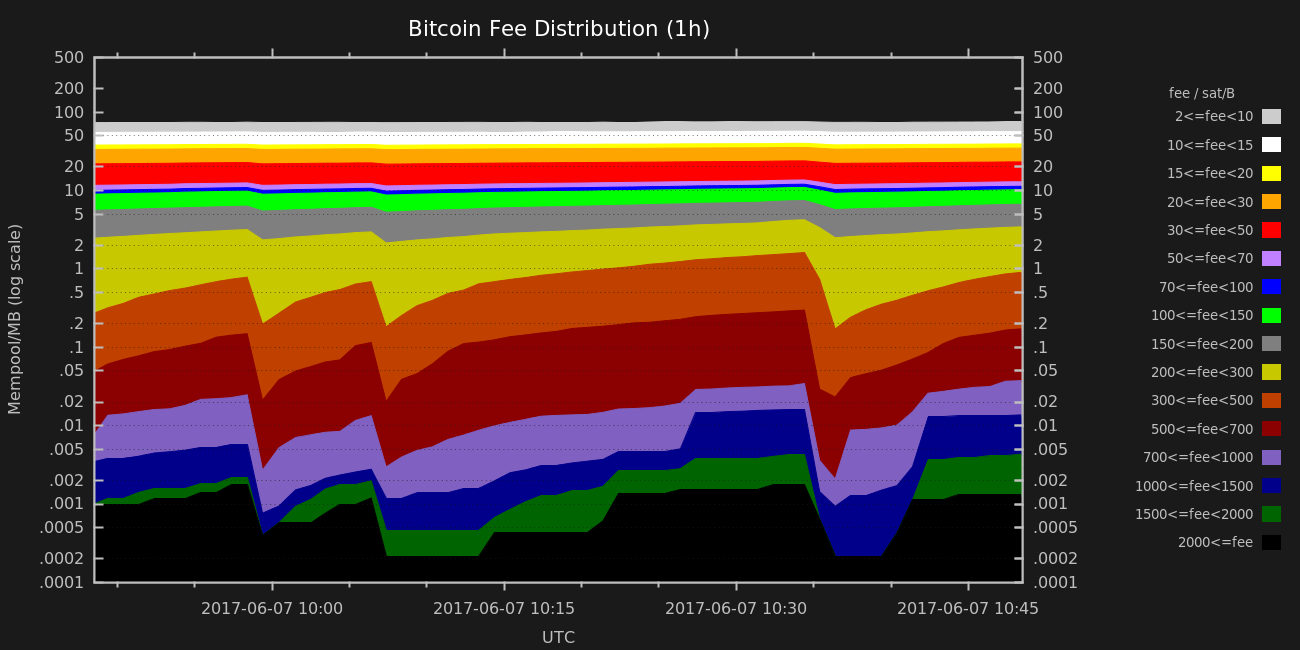 Bitcoin Fee Distribution (1h)
500 500
200 200
100 100
50 50
20 20
10 10
5 5
2 2
1 1
.5 .5
.2 .2
.1 .1
.05 .05
.02 .02
.01 .01
.005 .005
.002 .002
.001 .001
.0005 .0005
.0002 .0002
.0001 .0001
Mempool/MB (log scale)
2017-06-07 10:00 2017-06-07 10:15 2017-06-07 10:30 2017-06-07 10:45
UTC
fee / sat/B
2<=fee<10
10<=fee<15
15<=fee<20
20<=fee<30
30<=fee<50
50<=fee<70
70<=fee<100
100<=fee<150
150<=fee<200
200<=fee<300
300<=fee<500
500<=fee<700
700<=fee<1000
1000<=fee<1500
1500<=fee<2000
2000<=fee